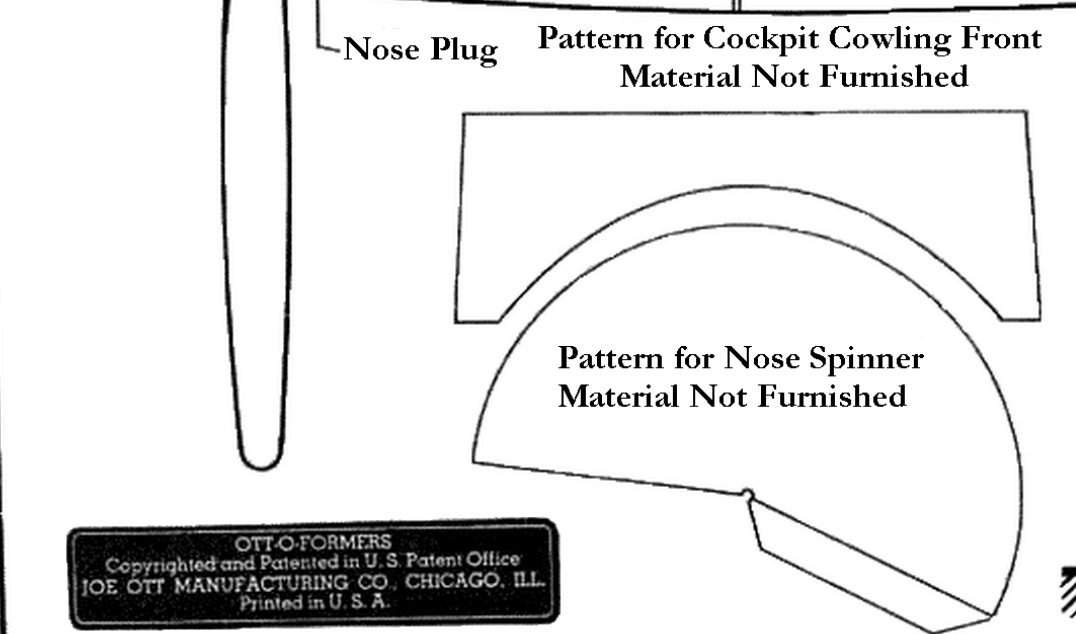 Nose Plug
Pattern for Cockpit Cowling Front
Material Not Furnished
Pattern for Nose Spinner
Material Not Furnished
OTT-O-FORMERS
Copyrighted and Patented in U. S. Patent Office
JOE OTT MANUFACTURING CO., CHICAGO, ILL.
Printed in U. S. A.